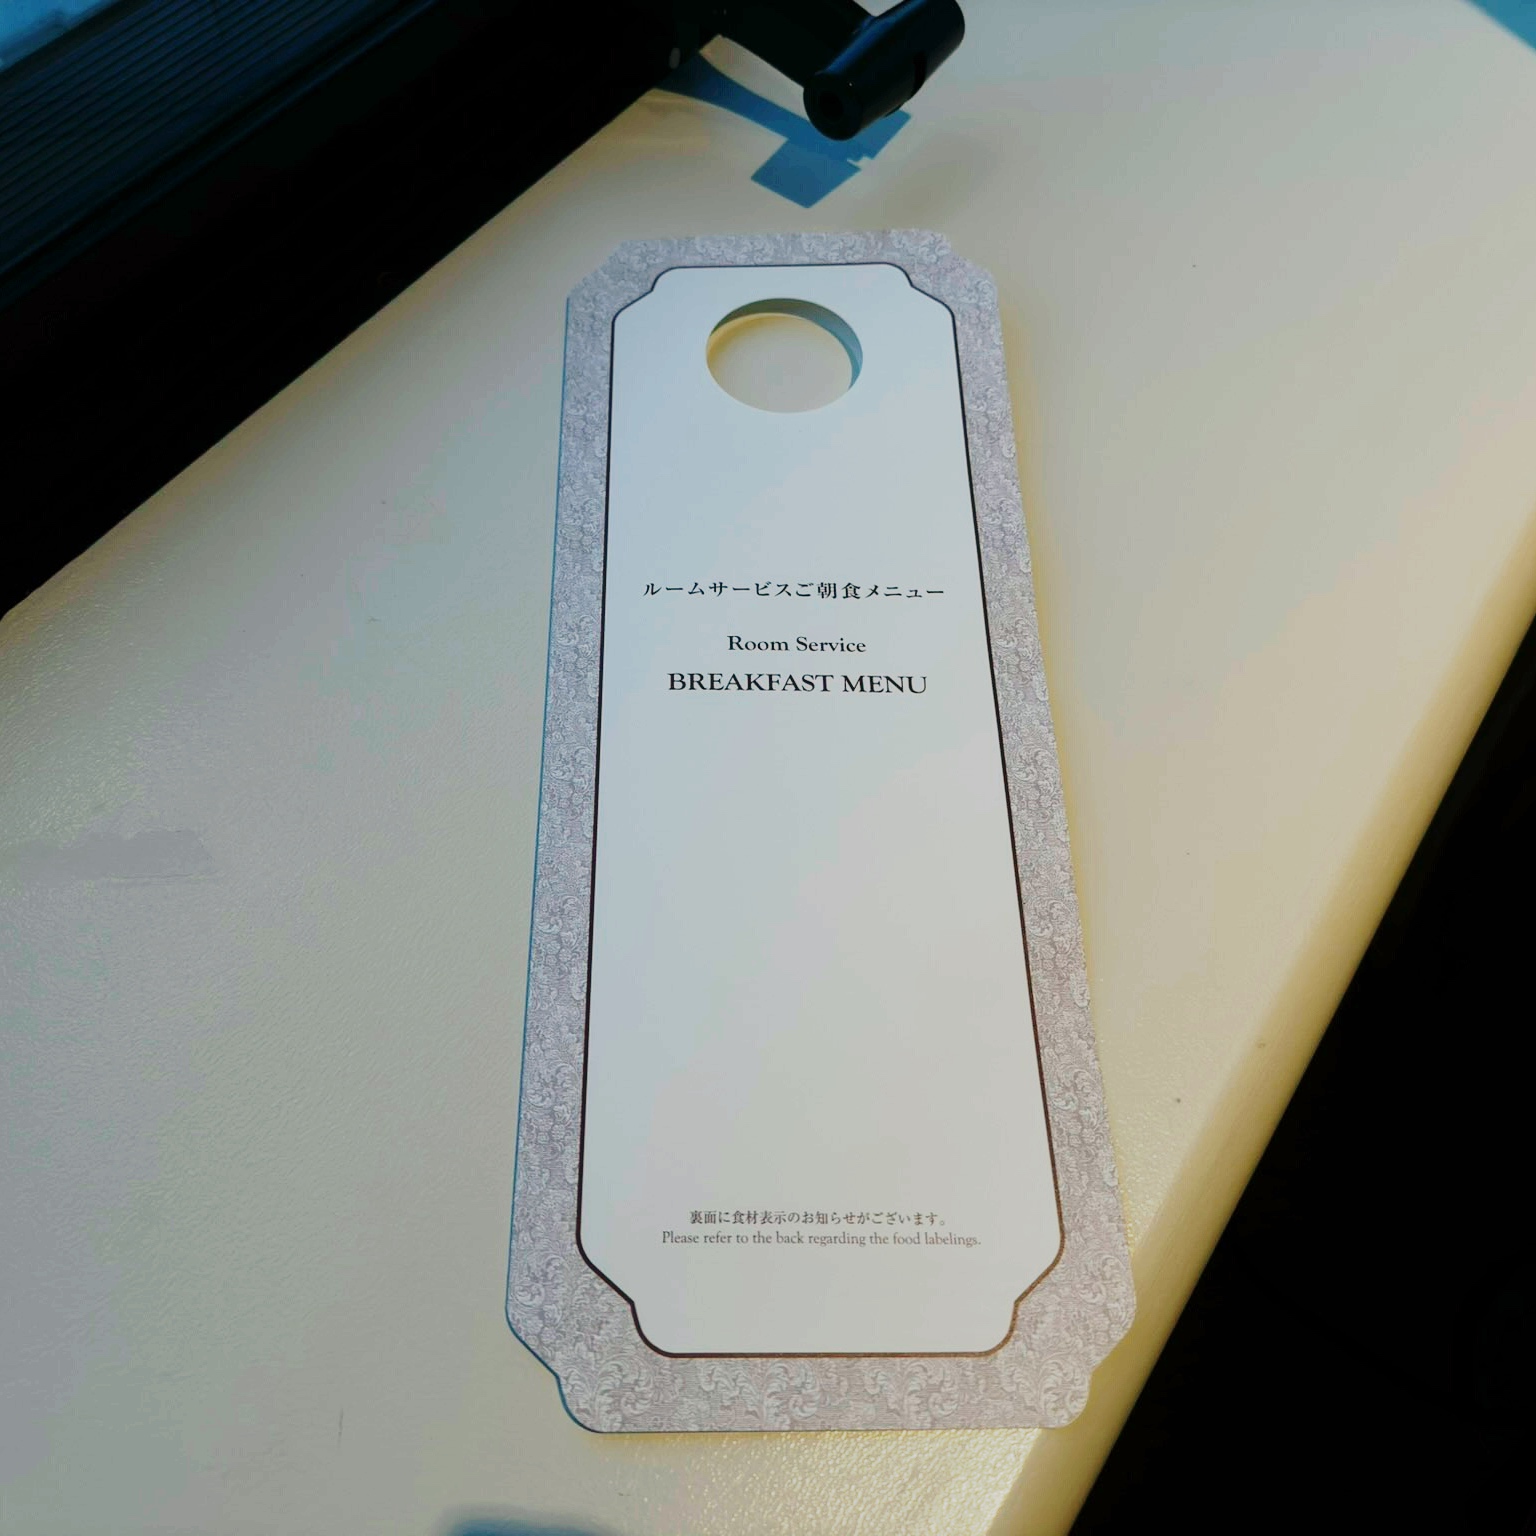 ルームサービスご朝食メニュー
Room Service
BREAKFAST MENU
裏面に食材表示のお知らせがございます。
Please refer to the back regarding the food labelings.